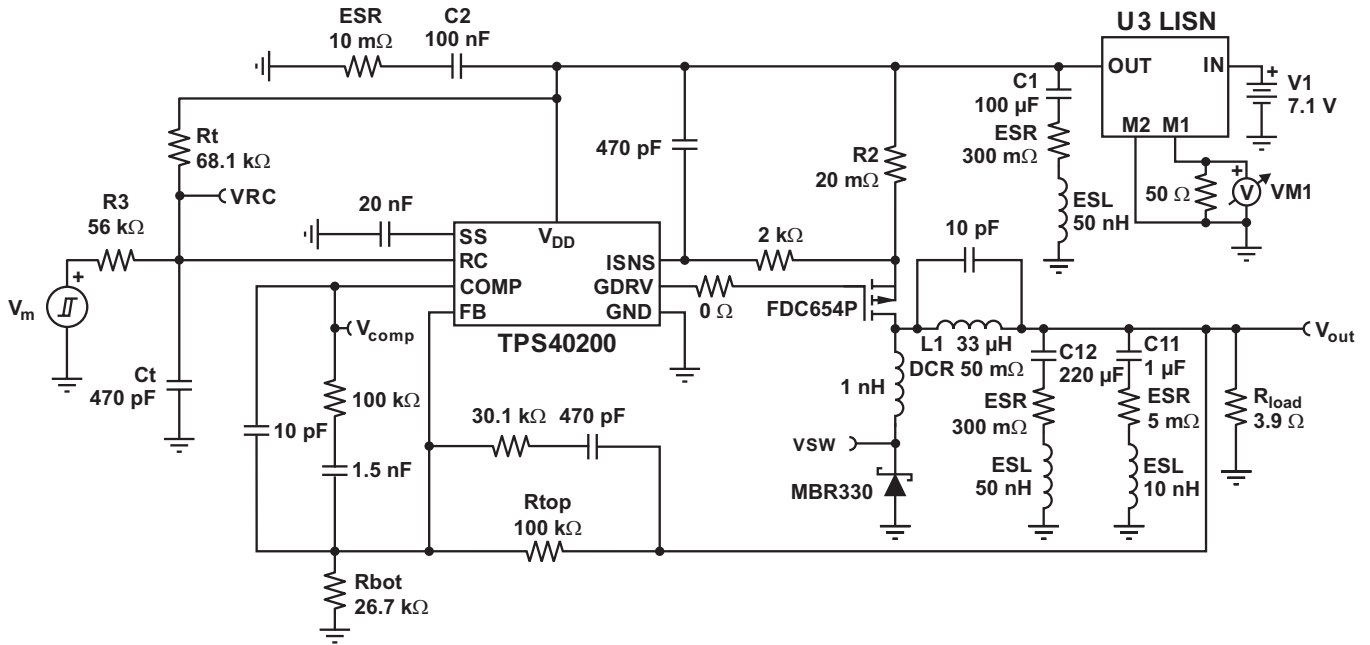 ESR
10 mΩ
C2
100 nF
U3 LISN
OUT
IN
M2
M1
V1
7.1 V
+
C1
100 µF
ESR
300 mΩ
ESL
50 nH
50 Ω
+
V
VM1
Rt
68.1 kΩ
VRC
470 pF
R2
20 mΩ
R3
56 kΩ
20 nF
10 pF
SS
VDD
RC
ISNS
COMP
GDRV
FB
GND
TPS40200
2 kΩ
0 Ω
FDC654P
+
Vm
Vcomp
Ct
470 pF
L1
33 µH
DCR 50 mΩ
1 nH
C12
220 µF
ESR
300 mΩ
ESL
50 nH
C11
1 µF
ESR
5 mΩ
ESL
10 nH
Vout
Rload
3.9 Ω
10 pF
100 kΩ
1.5 nF
30.1 kΩ
470 pF
VSW
MBR330
Rtop
100 kΩ
Rbot
26.7 kΩ